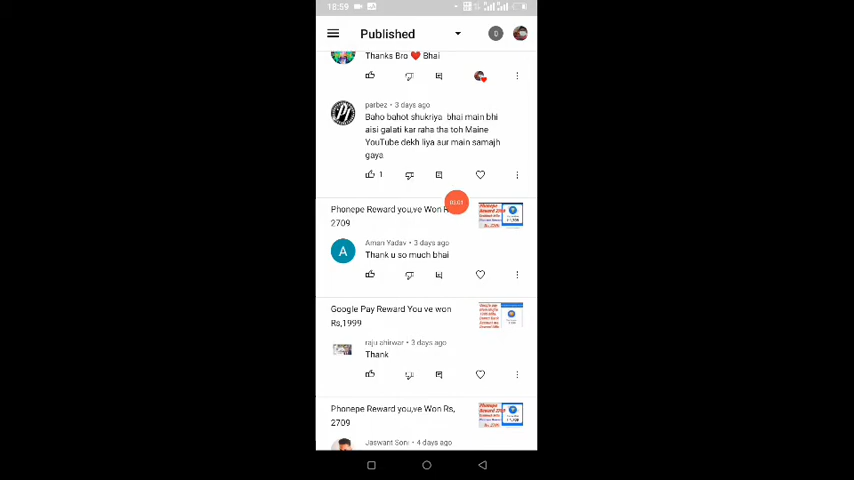 18:59
Published
Thanks Bro ❤ Bhai
parbez • 3 days ago
Baho bahot shukriya bhai main bhi
aisi galati kar raha tha toh Maine
YouTube dekh liya aur main samajh
gaya
1
Phonepe Reward you,ve Won
2709
Aman Yadav • 3 days ago
A
Thank u so much bhai
Google Pay Reward You ve won
Rs,1999
raju ahirwar • 3 days ago
Thank
Phonepe Reward you,ve Won Rs,
2709
Jaswant Soni • 4 days ago